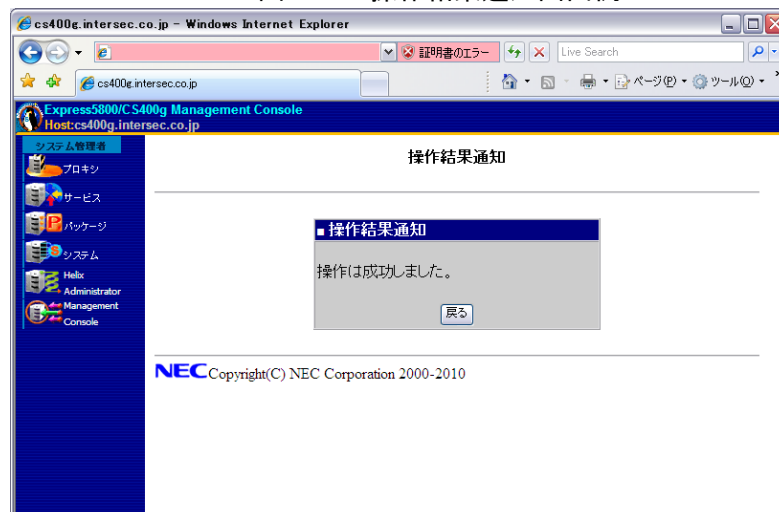 cs400g.intersec.co.jp - Windows Internet Explorer
証明書のエラー
Live Search
cs400g.intersec.co.jp
ページ(P)
ツール(O)
Express5800/CS400g Management Console
Host:cs400g.intersec.co.jp
システム管理者
プロキシ
サービス
パッケージ
システム
Helix
Administrator
Management
Console
操作結果通知
■操作結果通知
操作は成功しました。
戻る
NEC Copyright(C) NEC Corporation 2000-2010